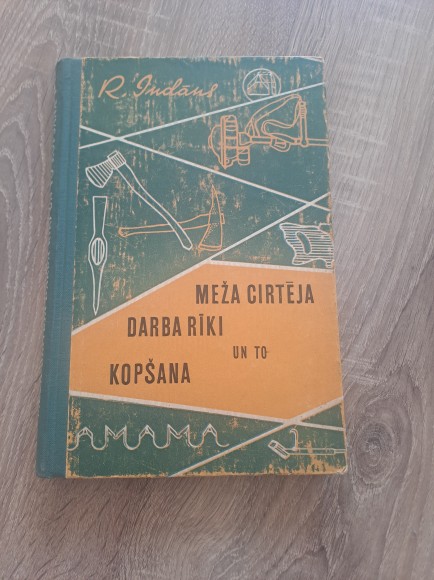 R. Indāns
MEŽA CIRTĒJA
DARBA RĪKI
UN TO
KOPŠANA